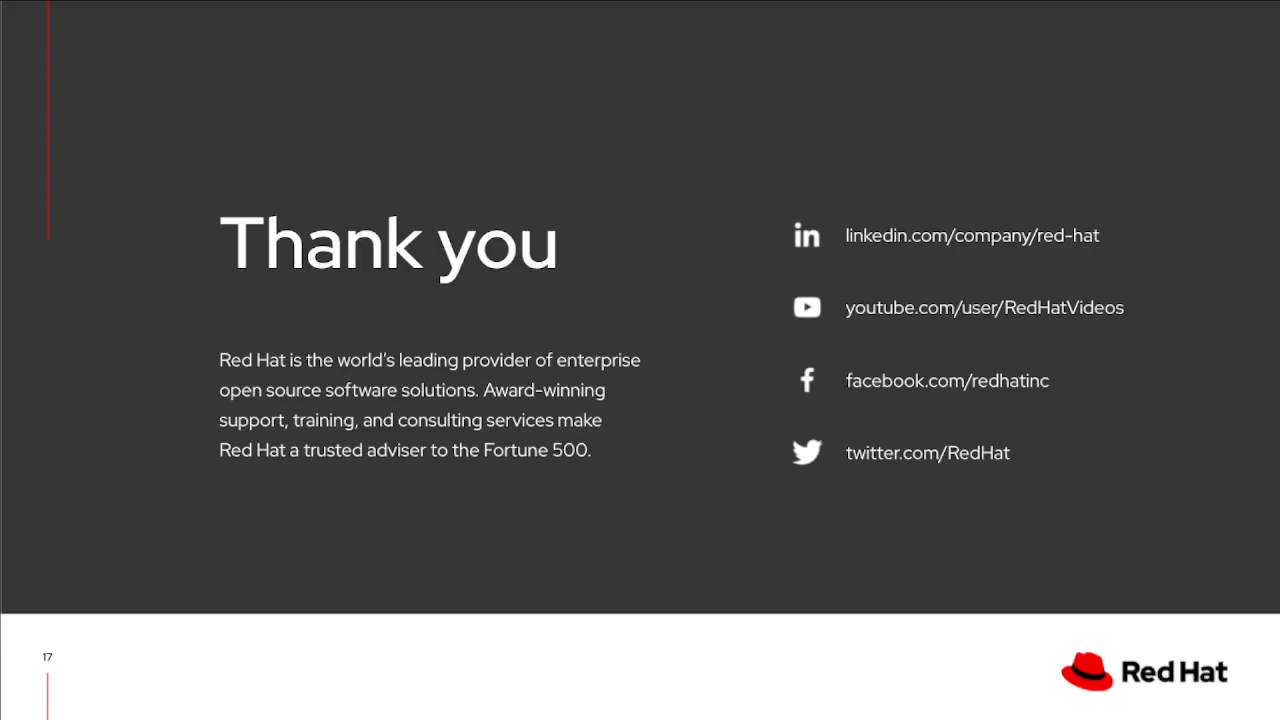 Thank you
Red Hat is the world’s leading provider of enterprise
open source software solutions. Award-winning
support, training, and consulting services make
Red Hat a trusted adviser to the Fortune 500.
linkedin.com/company/red-hat
youtube.com/user/RedHatVideos
facebook.com/redhatinc
twitter.com/RedHat
17
Red Hat